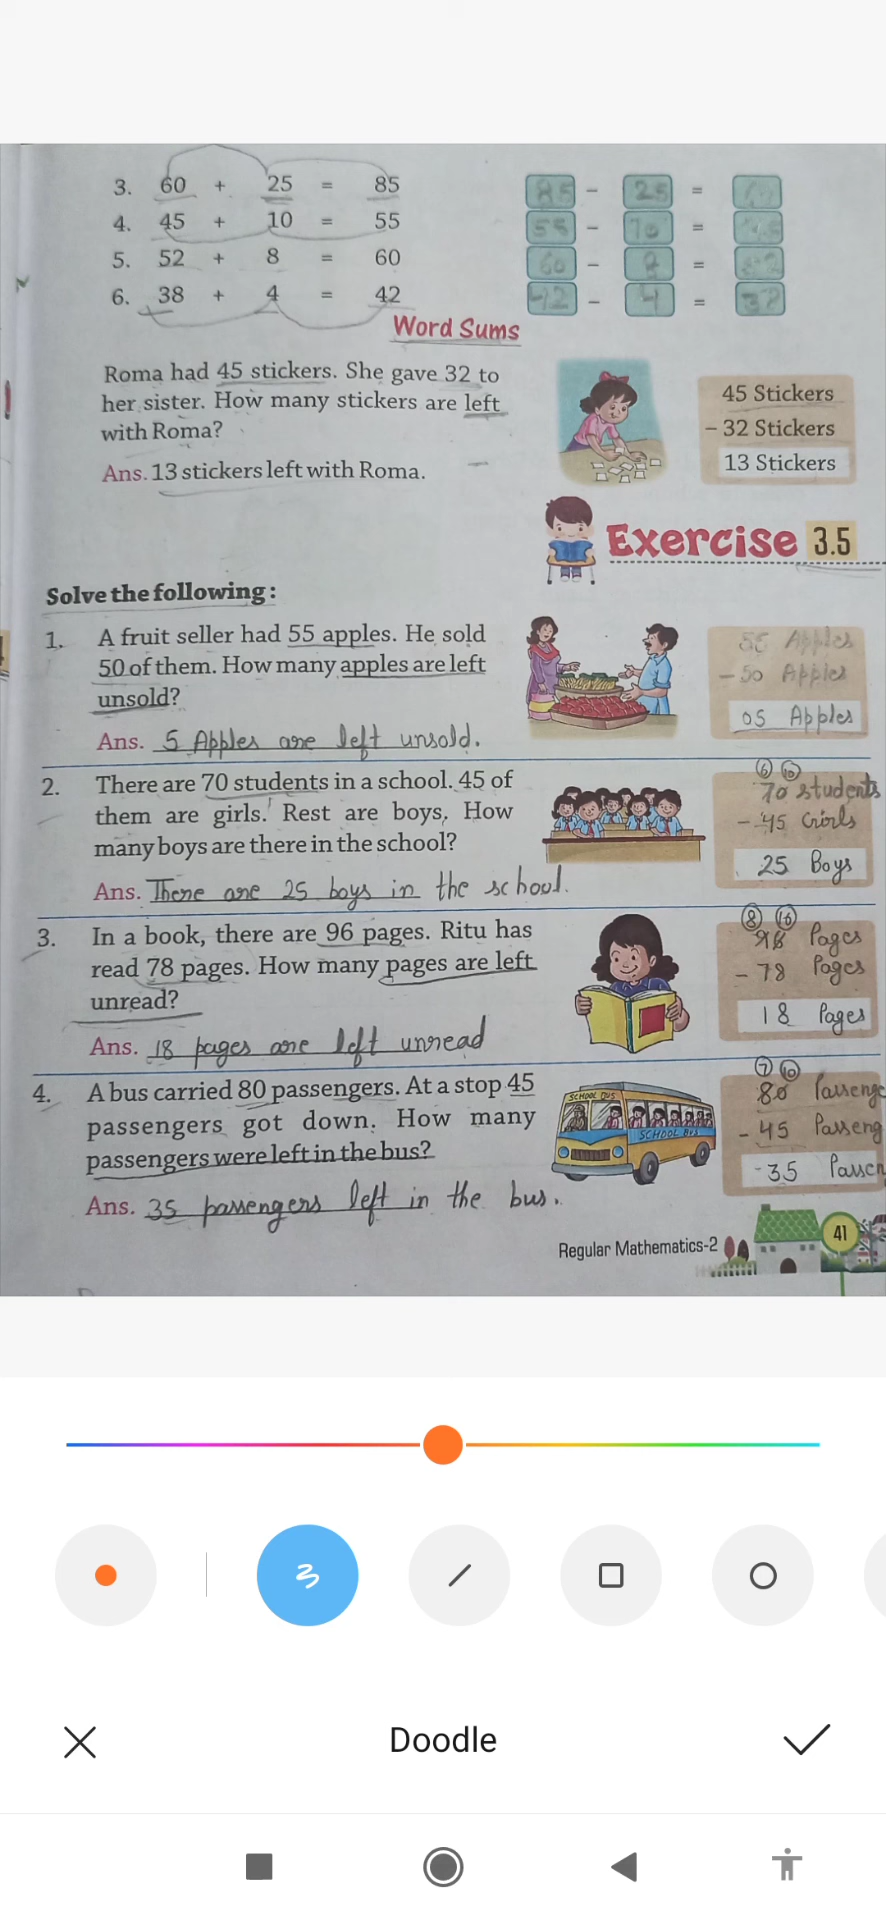 3. 60 + 25 = 85 85 - 25 =
4. 45 + 10 = 55 55 - 10 =
5. 52 + 8 = 60 60 - 8 = 52
6. 38 + 4 = 42 42 - 4 = 38
Word Sums
Roma had 45 stickers. She gave 32 to
her sister. How many stickers are left
with Roma?
Ans. 13 stickers left with Roma.
45 Stickers
- 32 Stickers
13 Stickers
Exercise 3.5
Solve the following:
1. A fruit seller had 55 apples. He sold
50 of them. How many apples are left
unsold?
Ans. 5 Apples are left unsold.
55 Apples
- 50 Apples
05 Apples
2. There are 70 students in a school. 45 of
them are girls. Rest are boys. How
many boys are there in the school?
Ans. There are 25 boys in the school.
6 10
70 students
- 45 Girls
25 Boys
3. In a book, there are 96 pages. Ritu has
read 78 pages. How many pages are left
unread?
Ans. 18 pages are left unread
8 16
96 Pages
- 78 Pages
18 Pages
4. A bus carried 80 passengers. At a stop 45
passengers got down. How many
passengers were left in the bus?
Ans. 35 passengers left in the bus.
SCHOOL BUS
SCHOOL BUS
7 10
80 Passenge
- 45 Passeng
- 35 Passen
Regular Mathematics-2
41
Doodle